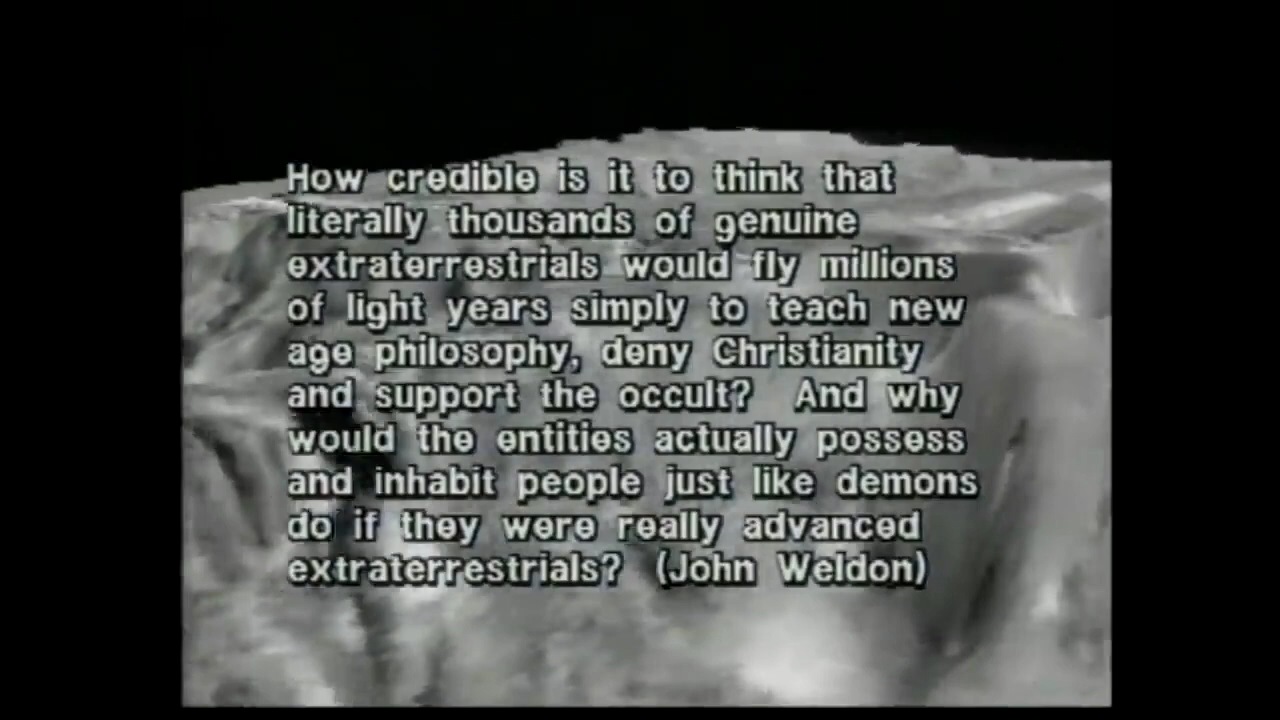 How credible is it to think that
literally thousands of genuine
extraterrestrials would fly millions
of light years simply to teach new
age philosophy, deny Christianity
and support the occult? And why
would the entities actually possess
and inhabit people just like demons
do if they were really advanced
extraterrestrials? (John Weldon)